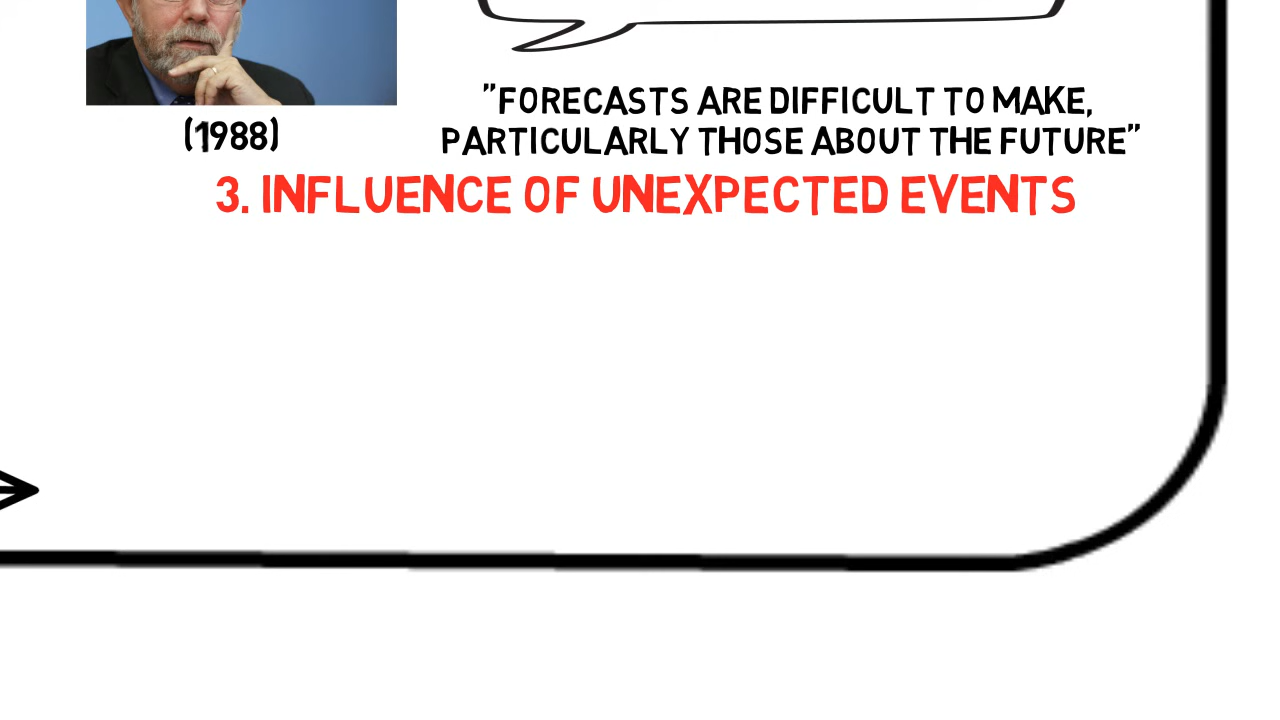 (1988)
"FORECASTS ARE DIFFICULT TO MAKE,
PARTICULARLY THOSE ABOUT THE FUTURE"
3. INFLUENCE OF UNEXPECTED EVENTS